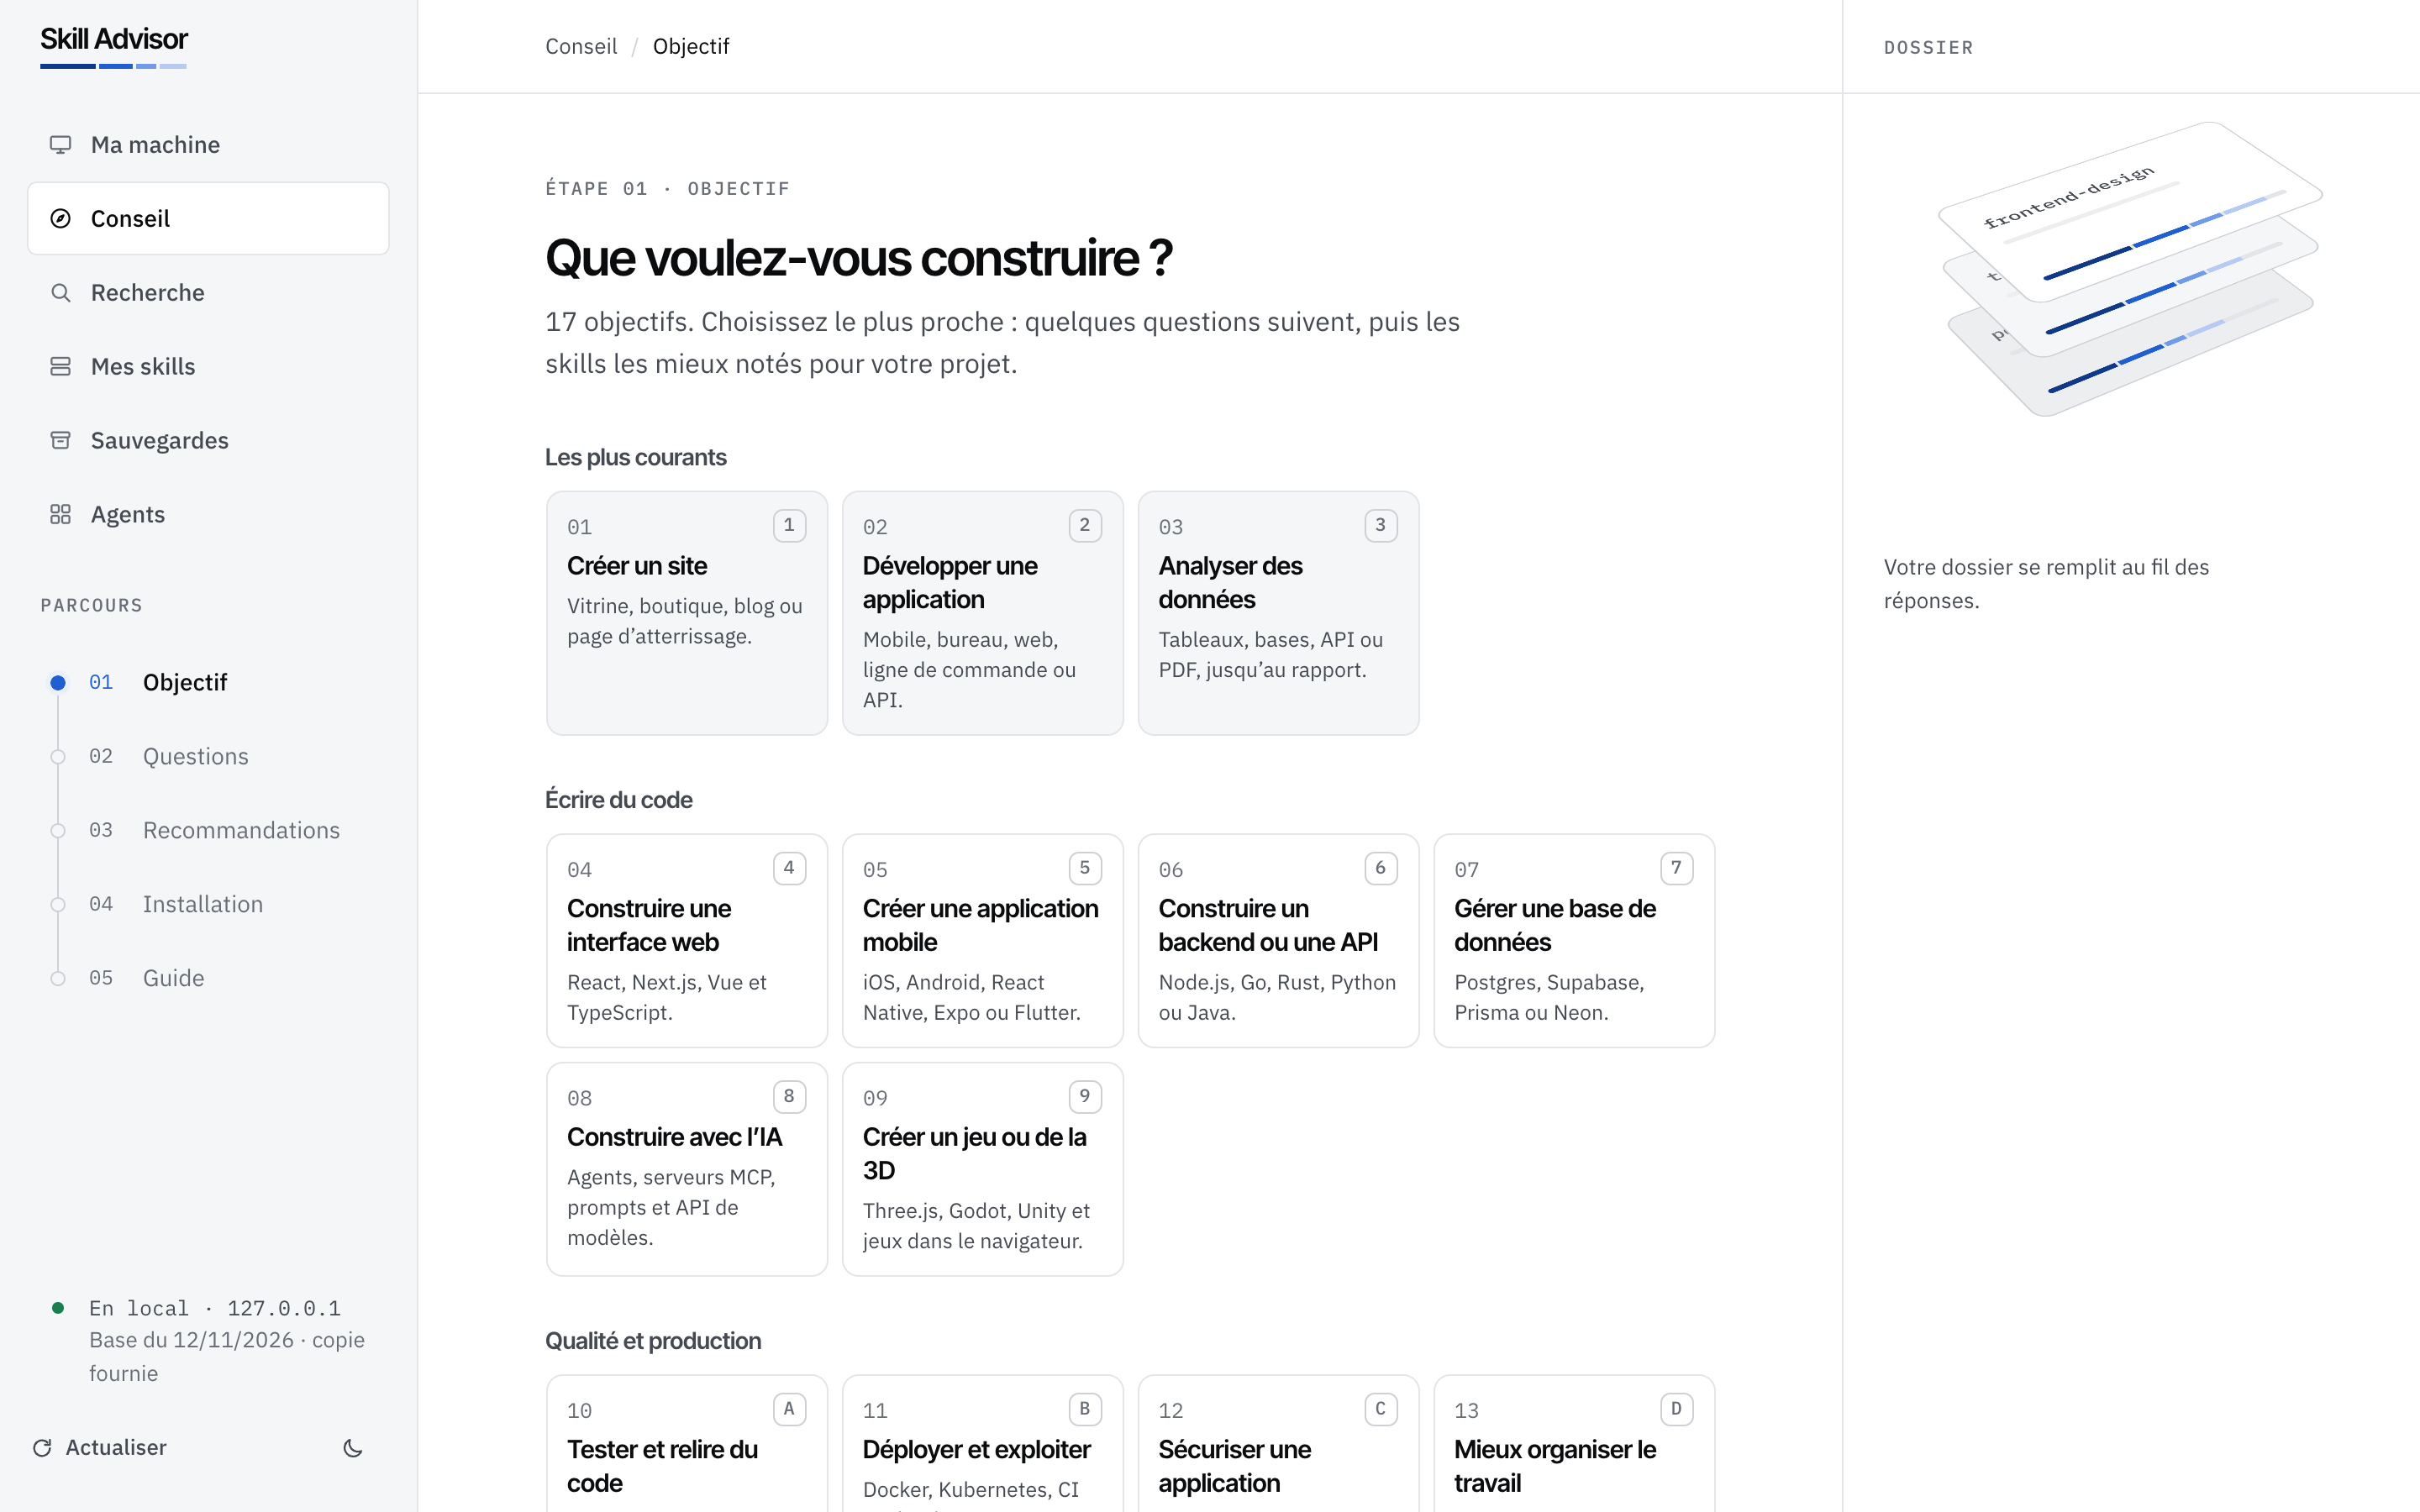 Skill Advisor
Ma machine
Conseil
Recherche
Mes skills
Sauvegardes
Agents
PARCOURS
01 Objectif
02 Questions
03 Recommandations
04 Installation
05 Guide
En local · 127.0.0.1
Base du 12/11/2026 · copie
fournie
Actualiser
Conseil / Objectif
ÉTAPE 01 · OBJECTIF
Que voulez-vous construire ?
17 objectifs. Choisissez le plus proche : quelques questions suivent, puis les
skills les mieux notés pour votre projet.
Les plus courants
01 1
Créer un site
Vitrine, boutique, blog ou
page d’atterrissage.
02 2
Développer une
application
Mobile, bureau, web,
ligne de commande ou
API.
03 3
Analyser des
données
Tableaux, bases, API ou
PDF, jusqu’au rapport.
Écrire du code
04 4
Construire une
interface web
React, Next.js, Vue et
TypeScript.
05 5
Créer une application
mobile
iOS, Android, React
Native, Expo ou Flutter.
06 6
Construire un
backend ou une API
Node.js, Go, Rust, Python
ou Java.
07 7
Gérer une base de
données
Postgres, Supabase,
Prisma ou Neon.
08 8
Construire avec l’IA
Agents, serveurs MCP,
prompts et API de
modèles.
09 9
Créer un jeu ou de la
3D
Three.js, Godot, Unity et
jeux dans le navigateur.
Qualité et production
10 A
Tester et relire du
code
11 B
Déployer et exploiter
Docker, Kubernetes, CI
12 C
Sécuriser une
application
13 D
Mieux organiser le
travail
DOSSIER
frontend-design
Votre dossier se remplit au fil des
réponses.